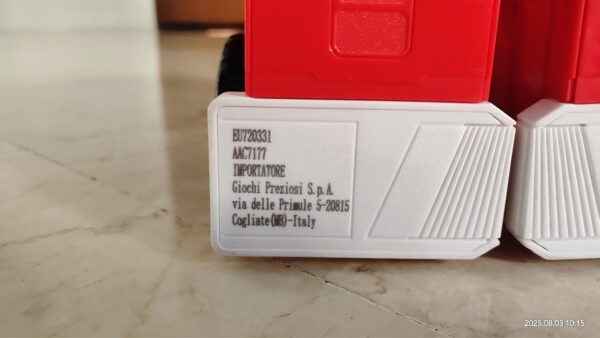 EU720331
AAC7177
IMPORTATORE
Giochi Preziosi S.p.A.
via delle Primule 5-20815
Cogliate(MB)-Italy
2025.08.03 10:15